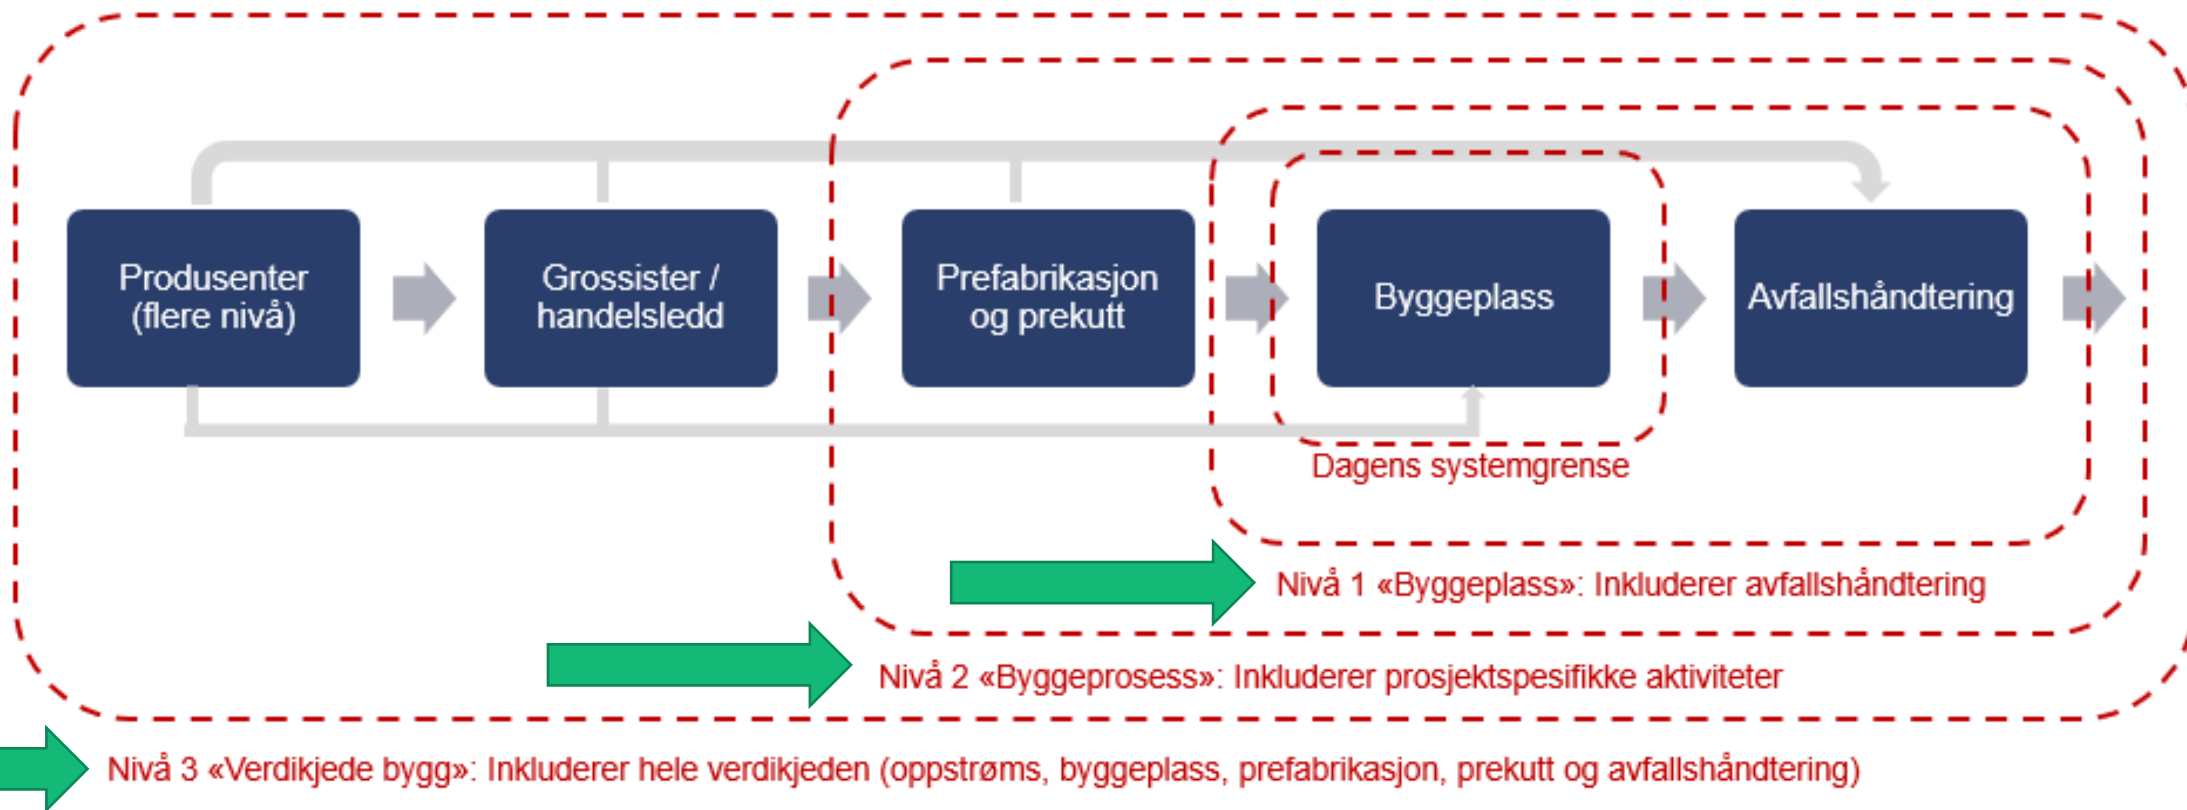 Produsenter
(flere nivå)
Grossister /
handelsledd
Prefabrikasjon
og prekutt
Byggeplass
Avfallshåndtering
Dagens systemgrense
Nivå 1 «Byggeplass»: Inkluderer avfallshåndtering
Nivå 2 «Byggeprosess»: Inkluderer prosjektspesifikke aktiviteter
Nivå 3 «Verdikjede bygg»: Inkluderer hele verdikjeden (oppstrøms, byggeplass, prefabrikasjon, prekutt og avfallshåndtering)